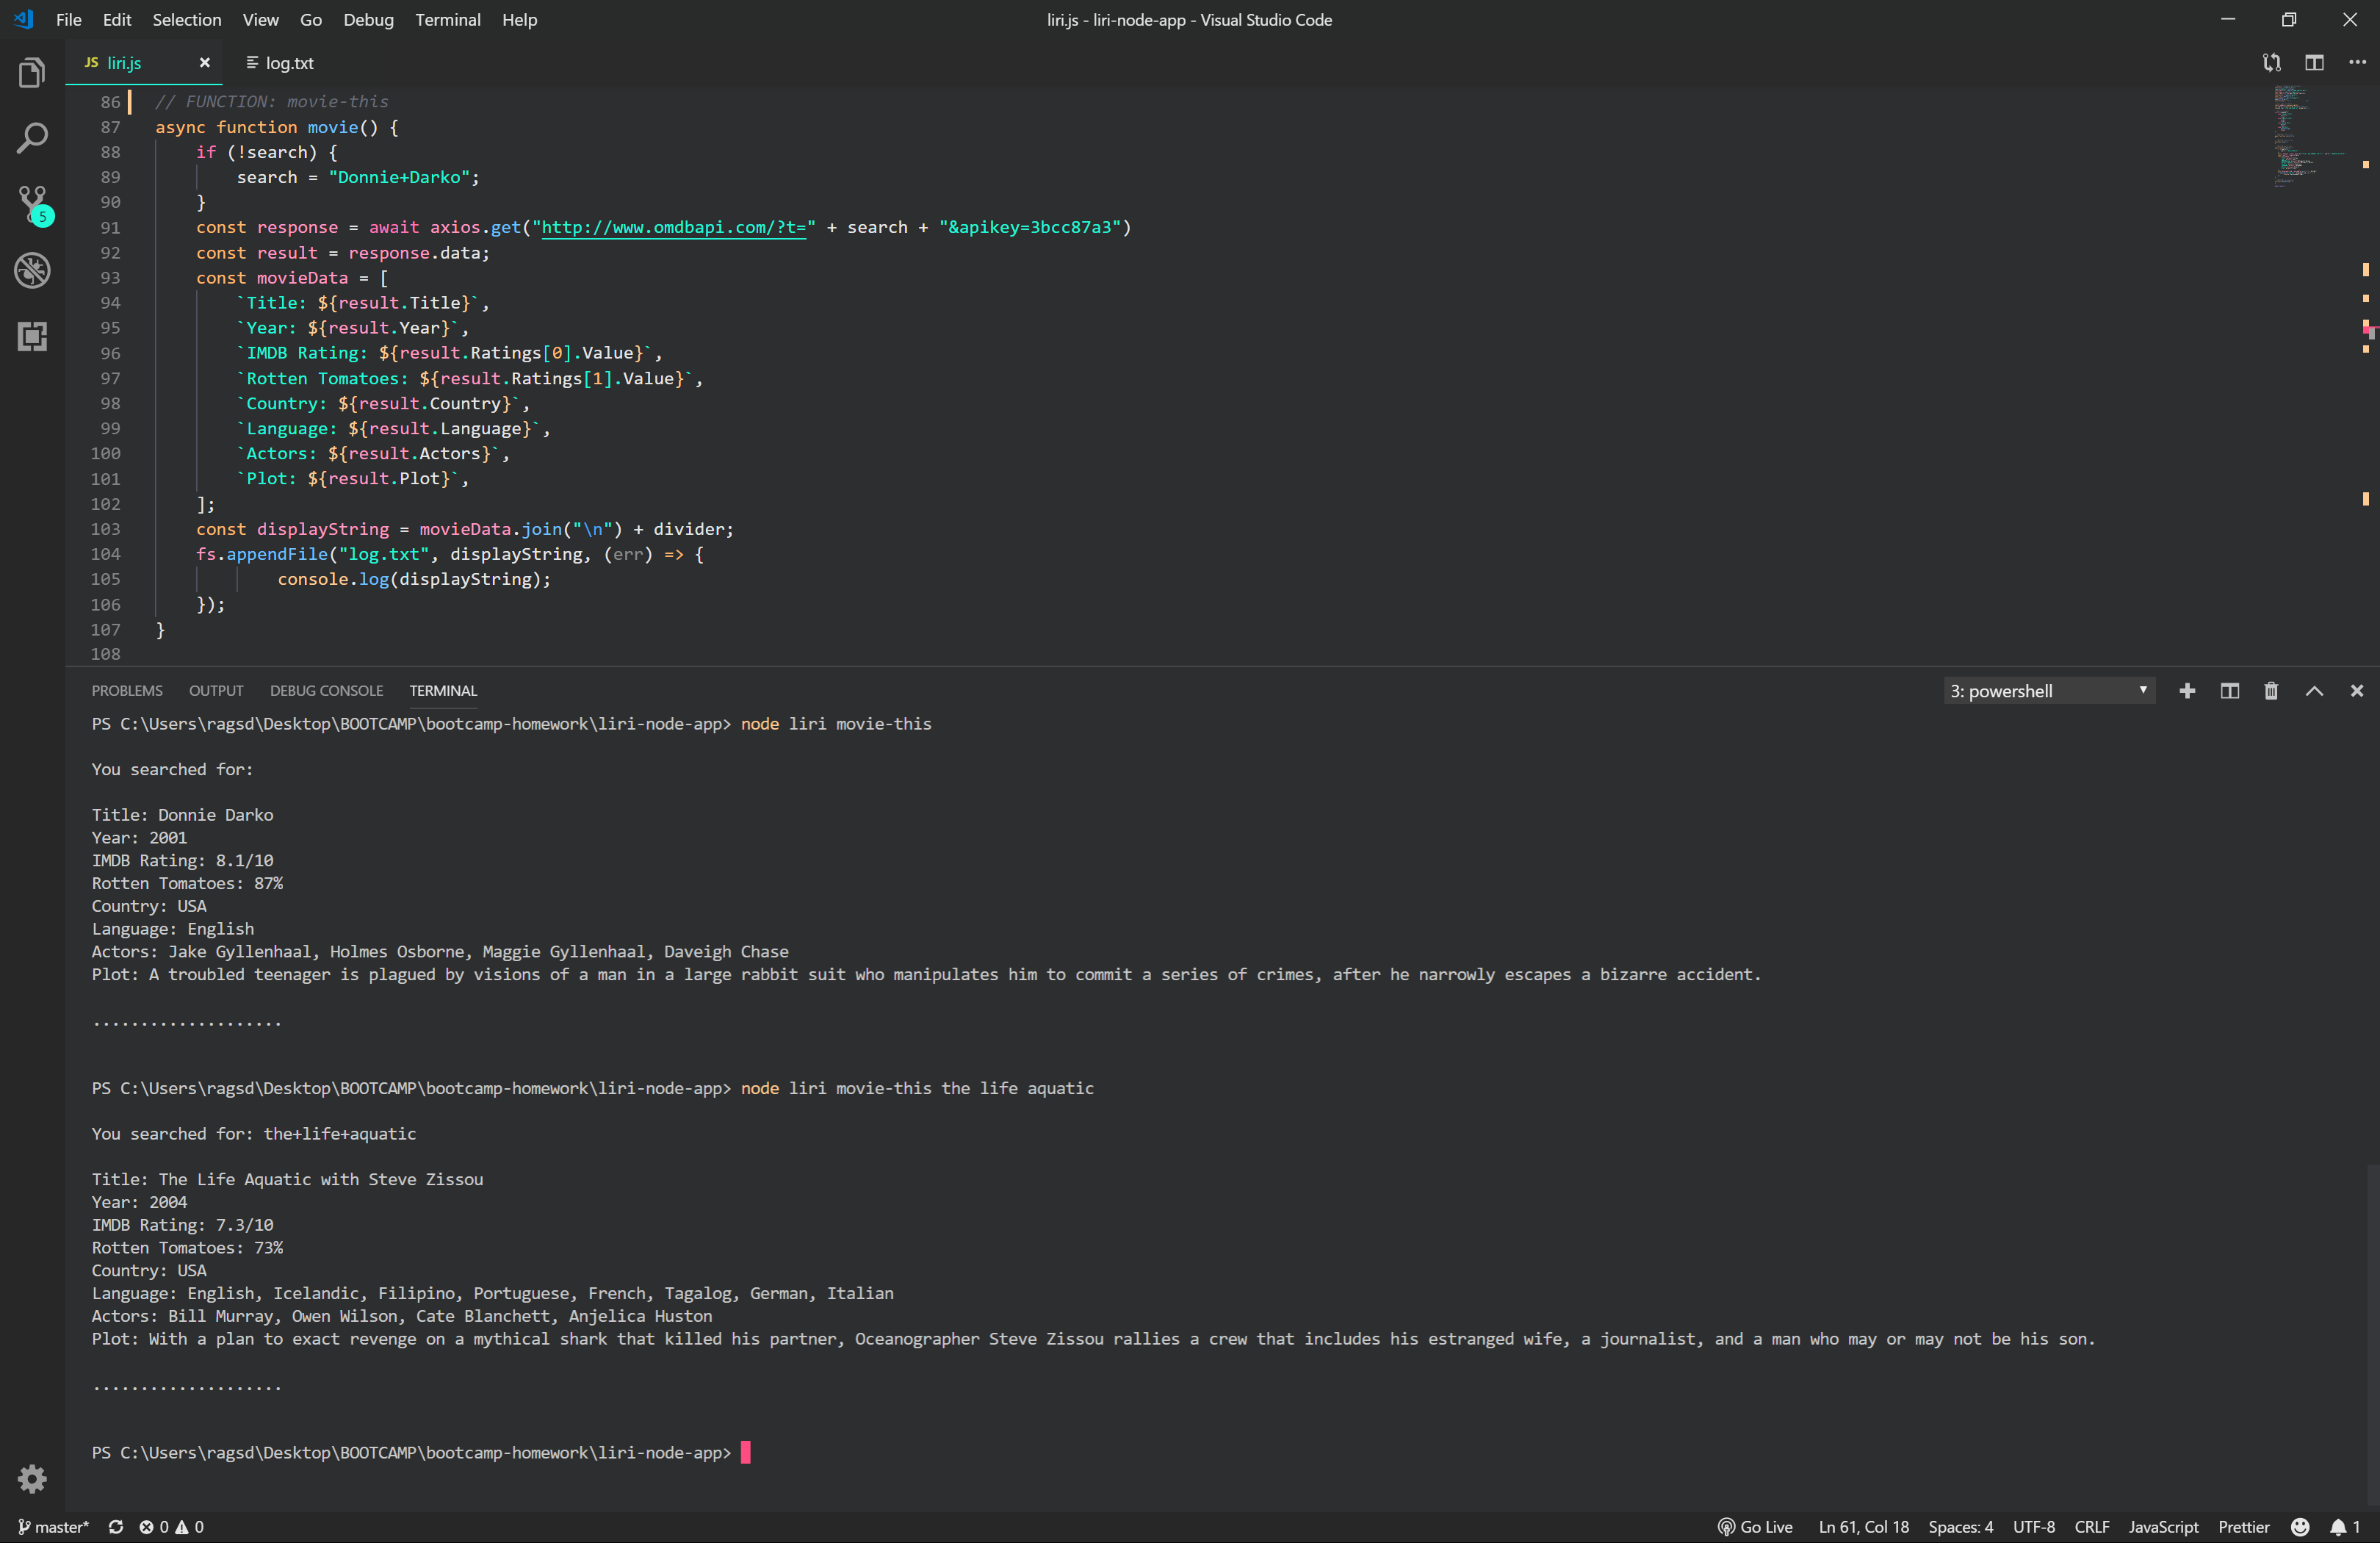 File Edit Selection View Go Debug Terminal Help
liri.js - liri-node-app - Visual Studio Code
JS liri.js
log.txt
5
86 // FUNCTION: movie-this
87 async function movie() {
88 if (!search) {
89 search = "Donnie+Darko";
90 }
91 const response = await axios.get("http://www.omdbapi.com/?t=" + search + "&apikey=3bcc87a3")
92 const result = response.data;
93 const movieData = [
94 `Title: ${result.Title}`,
95 `Year: ${result.Year}`,
96 `IMDB Rating: ${result.Ratings[0].Value}`,
97 `Rotten Tomatoes: ${result.Ratings[1].Value}`,
98 `Country: ${result.Country}`,
99 `Language: ${result.Language}`,
100 `Actors: ${result.Actors}`,
101 `Plot: ${result.Plot}`,
102 ];
103 const displayString = movieData.join("\n") + divider;
104 fs.appendFile("log.txt", displayString, (err) => {
105 console.log(displayString);
106 });
107 }
108
PROBLEMS OUTPUT DEBUG CONSOLE TERMINAL
3: powershell
PS C:\Users\ragsd\Desktop\BOOTCAMP\bootcamp-homework\liri-node-app> node liri movie-this
You searched for:
Title: Donnie Darko
Year: 2001
IMDB Rating: 8.1/10
Rotten Tomatoes: 87%
Country: USA
Language: English
Actors: Jake Gyllenhaal, Holmes Osborne, Maggie Gyllenhaal, Daveigh Chase
Plot: A troubled teenager is plagued by visions of a man in a large rabbit suit who manipulates him to commit a series of crimes, after he narrowly escapes a bizarre accident.
....................
PS C:\Users\ragsd\Desktop\BOOTCAMP\bootcamp-homework\liri-node-app> node liri movie-this the life aquatic
You searched for: the+life+aquatic
Title: The Life Aquatic with Steve Zissou
Year: 2004
IMDB Rating: 7.3/10
Rotten Tomatoes: 73%
Country: USA
Language: English, Icelandic, Filipino, Portuguese, French, Tagalog, German, Italian
Actors: Bill Murray, Owen Wilson, Cate Blanchett, Anjelica Huston
Plot: With a plan to exact revenge on a mythical shark that killed his partner, Oceanographer Steve Zissou rallies a crew that includes his estranged wife, a journalist, and a man who may or may not be his son.
....................
PS C:\Users\ragsd\Desktop\BOOTCAMP\bootcamp-homework\liri-node-app>
master* 0 0
Go Live Ln 61, Col 18 Spaces: 4 UTF-8 CRLF JavaScript Prettier 1